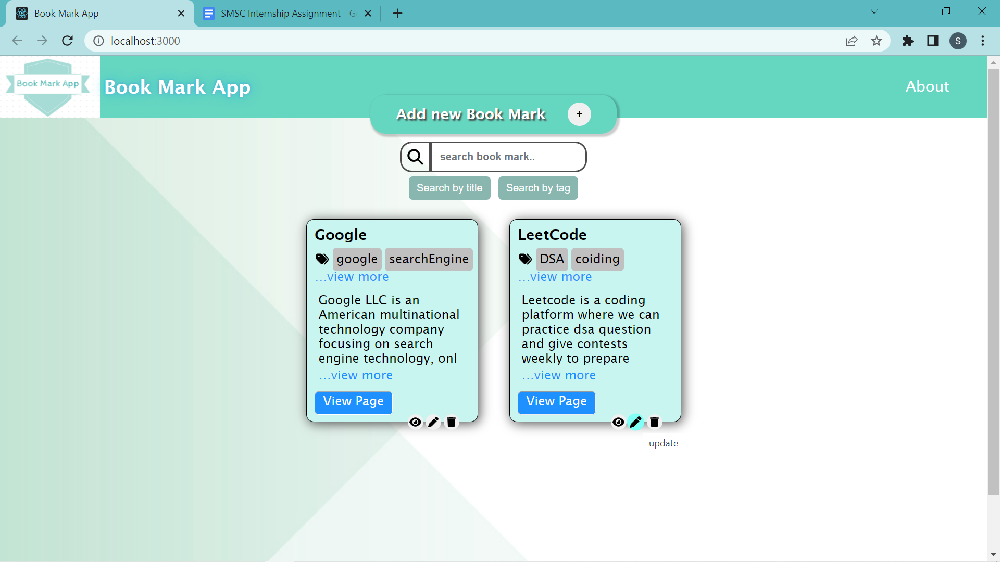 Book Mark App
SMSC Internship Assignment - G
localhost:3000
S
Book Mark App
Book Mark App
About
Add new Book Mark +
search book mark..
Search by title Search by tag
Google
google searchEngine
...view more
Google LLC is an
American multinational
technology company
focusing on search
engine technology, onl
...view more
View Page
LeetCode
DSA coiding
...view more
Leetcode is a coding
platform where we can
practice dsa question
and give contests
weekly to prepare
...view more
View Page
update